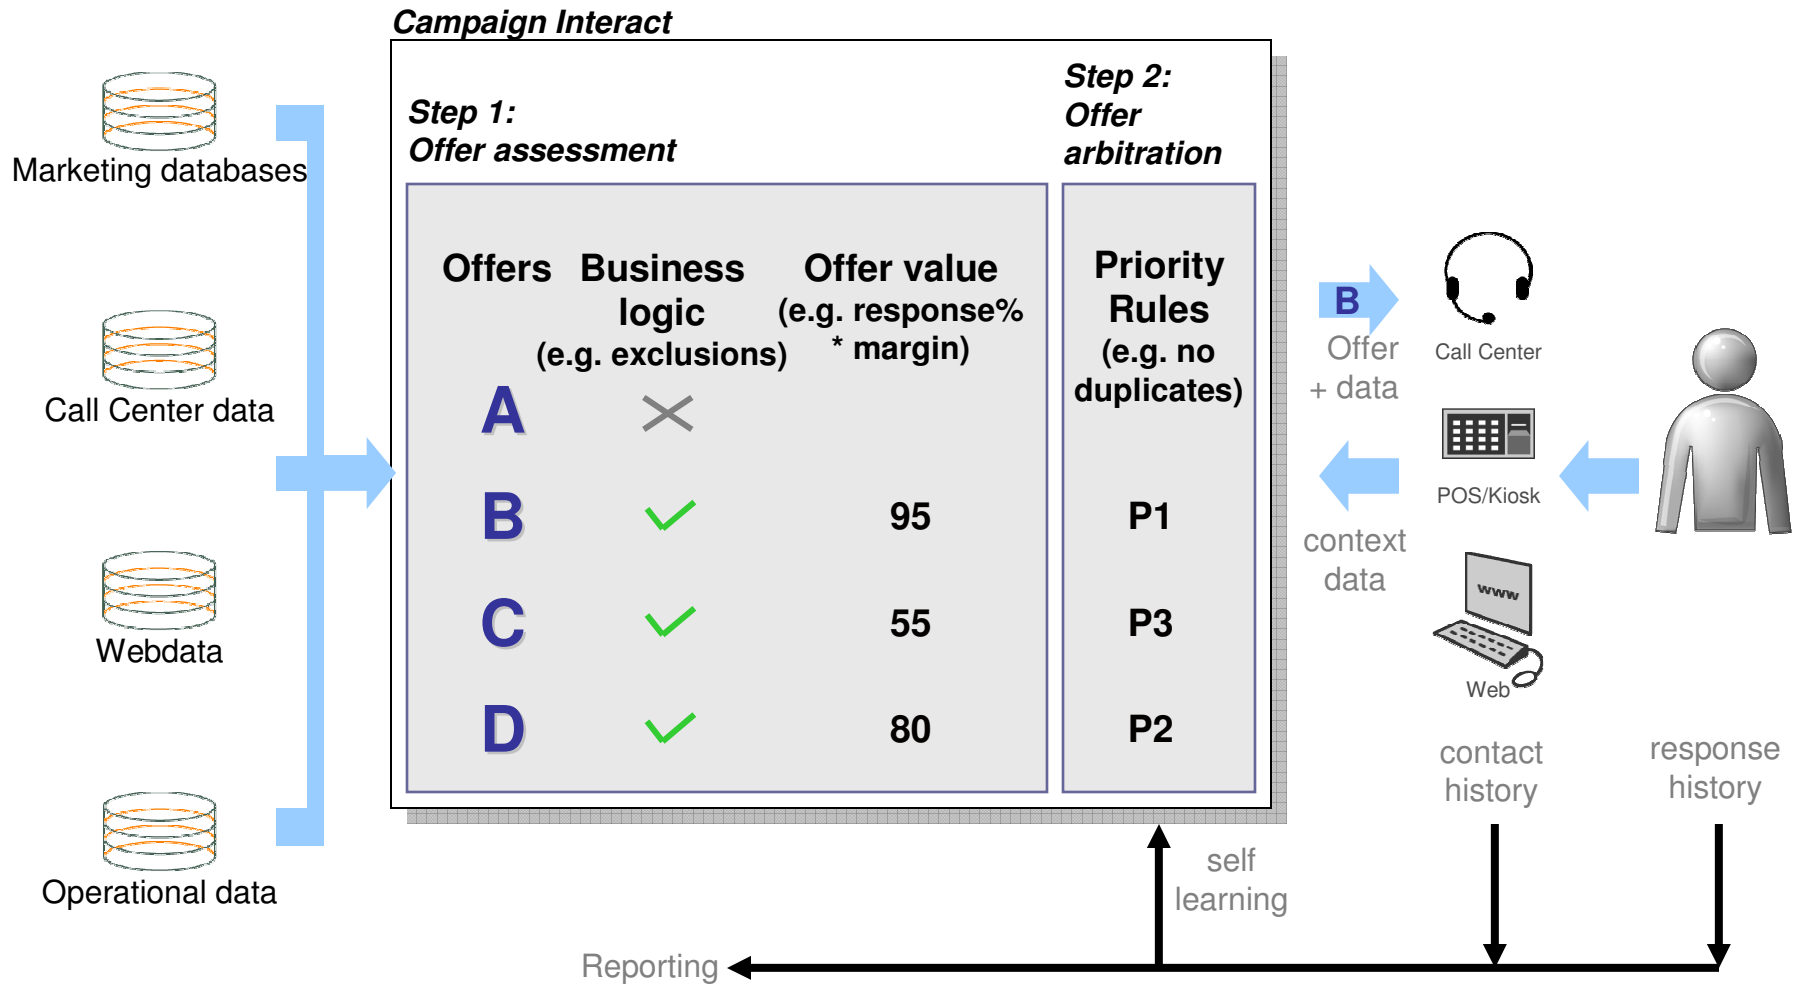 Campaign Interact
Step 1:
Offer assessment
Step 2:
Offer
arbitration
Marketing databases
Call Center data
Webdata
Operational data
Offers
Business
logic
(e.g. exclusions)
Offer value
(e.g. response%
* margin)
Priority
Rules
(e.g. no
duplicates)
A
B 95 P1
C 55 P3
D 80 P2
B
Offer
+ data
context
data
Call Center
POS/Kiosk
www
Web
contact
history
response
history
self
learning
Reporting